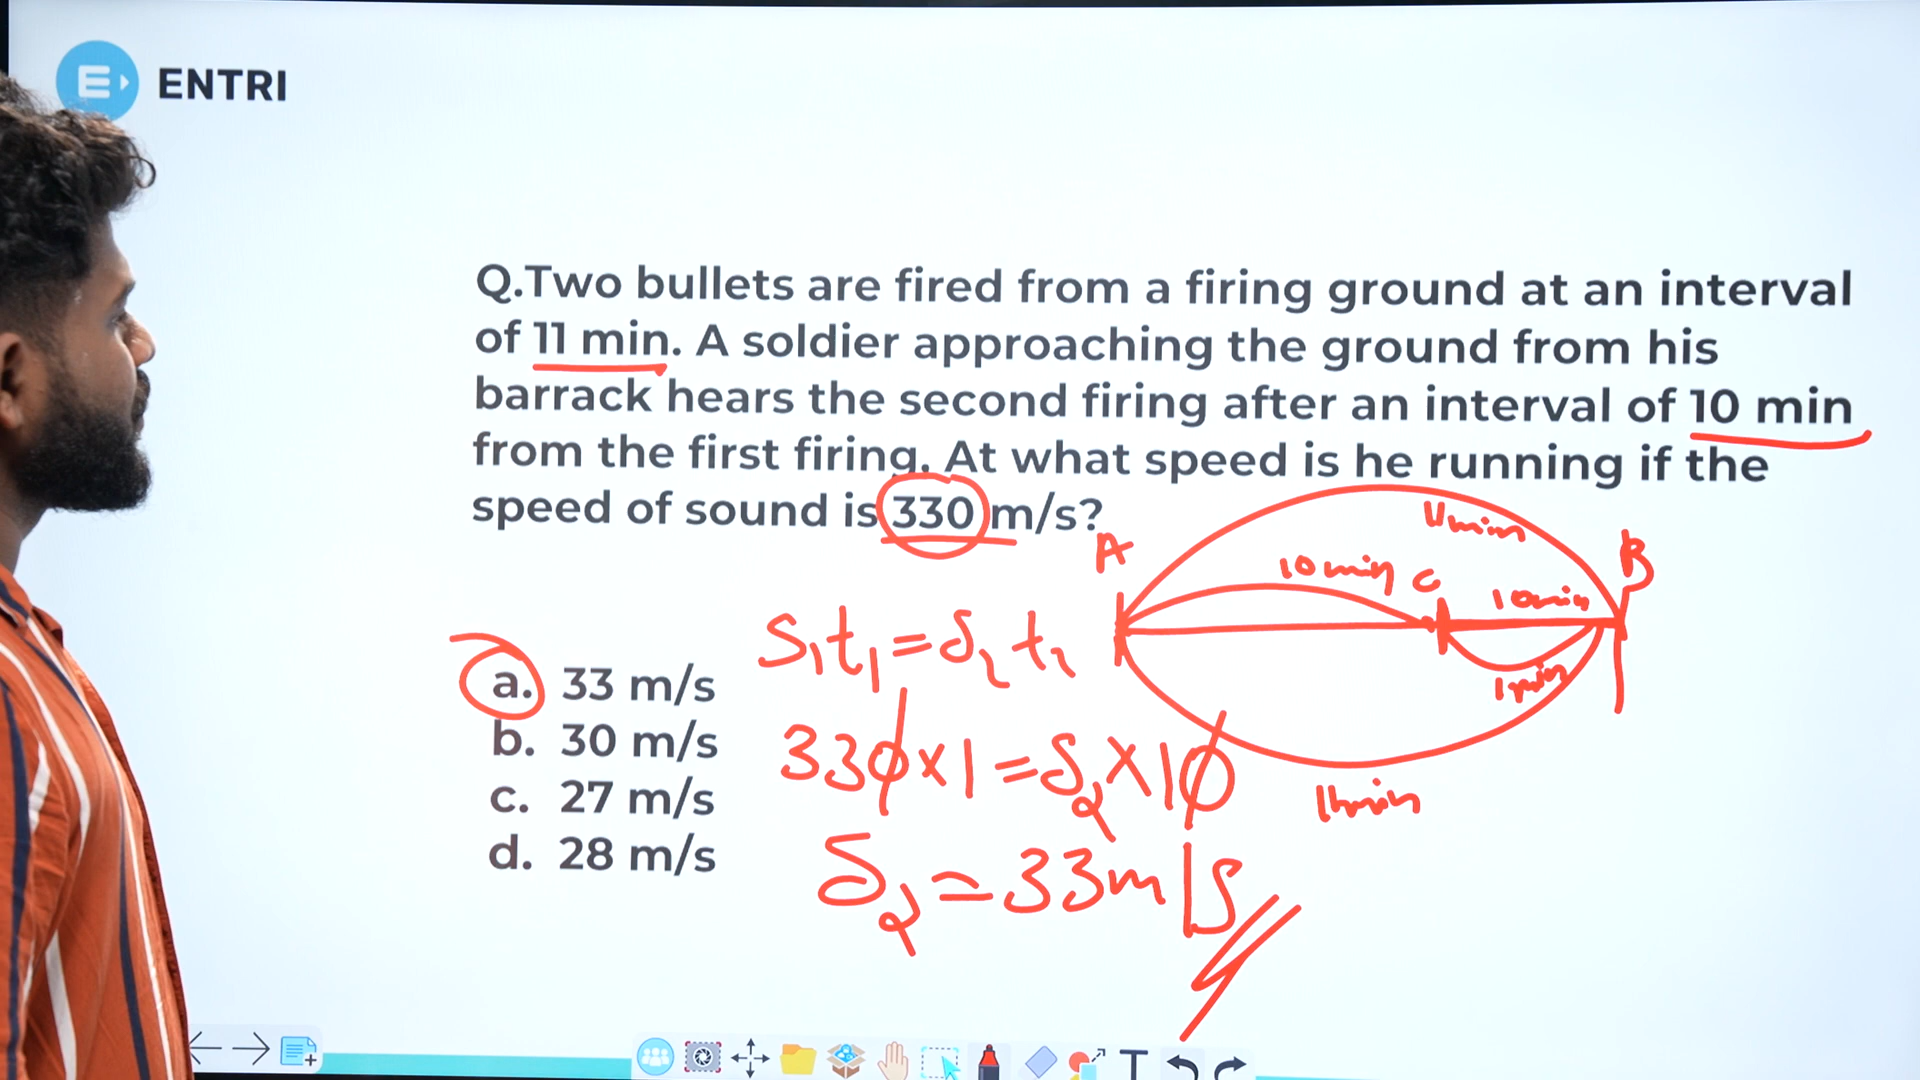 ENTRI
Q.Two bullets are fired from a firing ground at an interval
of 11 min. A soldier approaching the ground from his
barrack hears the second firing after an interval of 10 min
from the first firing. At what speed is he running if the
speed of sound is 330 m/s?
A
11min
B
10min
C
10min
1min
11min
S₁t₁=S₂t₂
330×1=S₂×10
S₂=33m/s
a. 33 m/s
b. 30 m/s
c. 27 m/s
d. 28 m/s